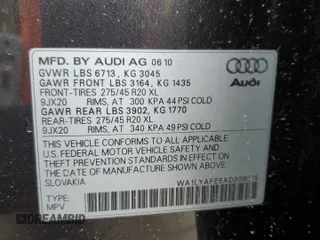 MFD. BY AUDI AG 06 10
GVWR LBS 6713, KG 3045
GAWR FRONT LBS 3164, KG 1435
FRONT-TIRES 275/45 R20 XL
9JX20 RIMS, AT 300 KPA 44 PSI COLD
GAWR REAR LBS 3902, KG 1770
REAR-TIRES 275/45 R20 XL
9JX20 RIMS, AT 340 KPA 49 PSI COLD
Audi
THIS VEHICLE CONFORMS TO ALL APPLICABLE
U.S. FEDERAL MOTOR VEHICLE SAFETY AND
THEFT PREVENTION STANDARDS IN EFFECT ON
THE DATE OF MANUFACTURE SHOWN ABOVE.
SLOVAKIA
TYPE:
MPV